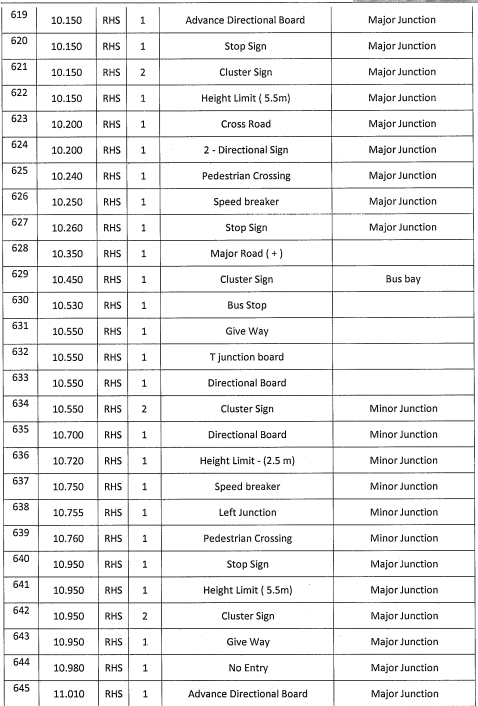 619 10.150 RHS 1 Advance Directional Board Major Junction
620 10.150 RHS 1 Stop Sign Major Junction
621 10.150 RHS 2 Cluster Sign Major Junction
622 10.150 RHS 1 Height Limit ( 5.5m) Major Junction
623 10.200 RHS 1 Cross Road Major Junction
624 10.200 RHS 1 2 - Directional Sign Major Junction
625 10.240 RHS 1 Pedestrian Crossing Major Junction
626 10.250 RHS 1 Speed breaker Major Junction
627 10.260 RHS 1 Stop Sign Major Junction
628 10.350 RHS 1 Major Road ( + )
629 10.450 RHS 1 Cluster Sign Bus bay
630 10.530 RHS 1 Bus Stop
631 10.550 RHS 1 Give Way
632 10.550 RHS 1 T junction board
633 10.550 RHS 1 Directional Board
634 10.550 RHS 2 Cluster Sign Minor Junction
635 10.700 RHS 1 Directional Board Minor Junction
636 10.720 RHS 1 Height Limit - (2.5 m) Minor Junction
637 10.750 RHS 1 Speed breaker Minor Junction
638 10.755 RHS 1 Left Junction Minor Junction
639 10.760 RHS 1 Pedestrian Crossing Minor Junction
640 10.950 RHS 1 Stop Sign Major Junction
641 10.950 RHS 1 Height Limit ( 5.5m) Major Junction
642 10.950 RHS 2 Cluster Sign Major Junction
643 10.950 RHS 1 Give Way Major Junction
644 10.980 RHS 1 No Entry Major Junction
645 11.010 RHS 1 Advance Directional Board Major Junction